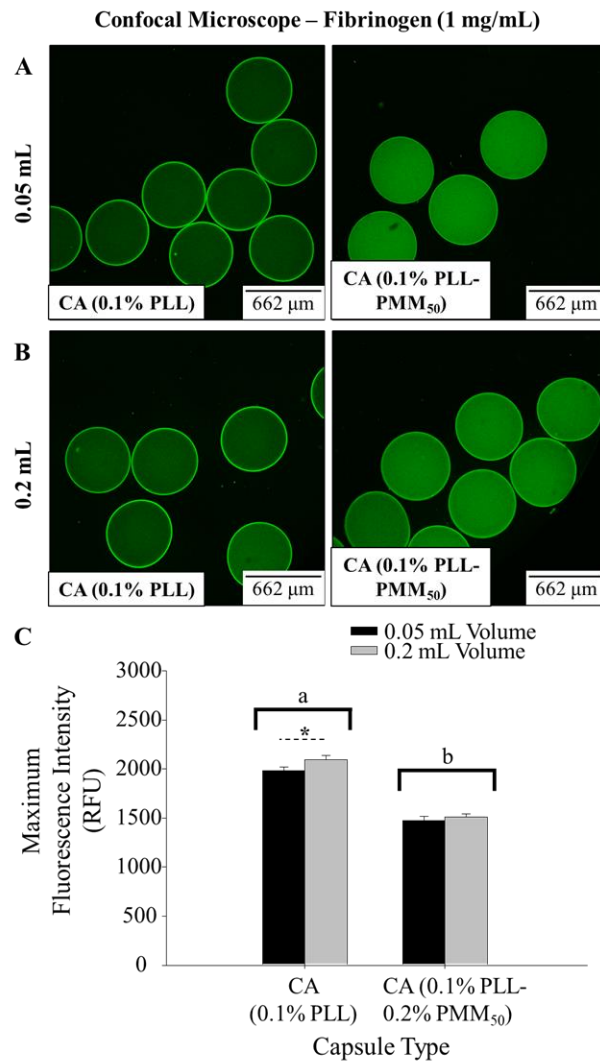 Confocal Microscope – Fibrinogen (1 mg/mL)
A
0.05 mL
CA (0.1% PLL)
662 μm
CA (0.1% PLL-
PMM₅₀)
662 μm
B
0.2 mL
CA (0.1% PLL)
662 μm
CA (0.1% PLL-
PMM₅₀)
662 μm
C
0.05 mL Volume
0.2 mL Volume
Maximum
Fluorescence Intensity
(RFU)
3000
2500
2000
1500
1000
500
0
a
*
b
CA
(0.1% PLL)
CA (0.1% PLL-
0.2% PMM₅₀)
Capsule Type